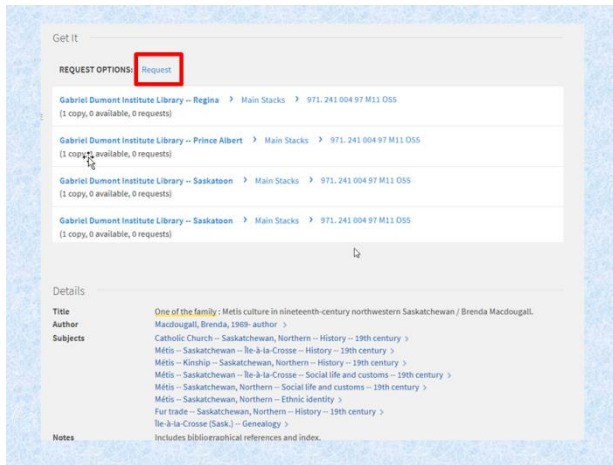 Get It
REQUEST OPTIONS: Request
Gabriel Dumont Institute Library -- Regina > Main Stacks > 971. 241 004 97 M11 O55
(1 copy, 0 available, 0 requests)
Gabriel Dumont Institute Library -- Prince Albert > Main Stacks > 971. 241 004 97 M11 O55
(1 copy, available, 0 requests)
Gabriel Dumont Institute Library -- Saskatoon > Main Stacks > 971. 241 004 97 M11 O55
(1 copy, 0 available, 0 requests)
Gabriel Dumont Institute Library -- Saskatoon > Main Stacks > 971. 241 004 97 M11 O55
(1 copy, 0 available, 0 requests)
Details
Title One of the family : Metis culture in nineteenth-century northwestern Saskatchewan / Brenda Macdougall.
Author Macdougall, Brenda, 1969- author >
Subjects Catholic Church -- Saskatchewan, Northern -- History -- 19th century >
Métis -- Saskatchewan -- Île-à-la-Crosse -- History -- 19th century >
Métis -- Kinship -- Saskatchewan, Northern -- History -- 19th century >
Métis -- Saskatchewan -- Île-à-la-Crosse -- Social life and customs -- 19th century >
Métis -- Saskatchewan, Northern -- Social life and customs -- 19th century >
Métis -- Saskatchewan, Northern -- Ethnic identity >
Fur trade -- Saskatchewan, Northern -- History -- 19th century >
Île-à-la-Crosse (Sask.) -- Genealogy >
Notes Includes bibliographical references and index.